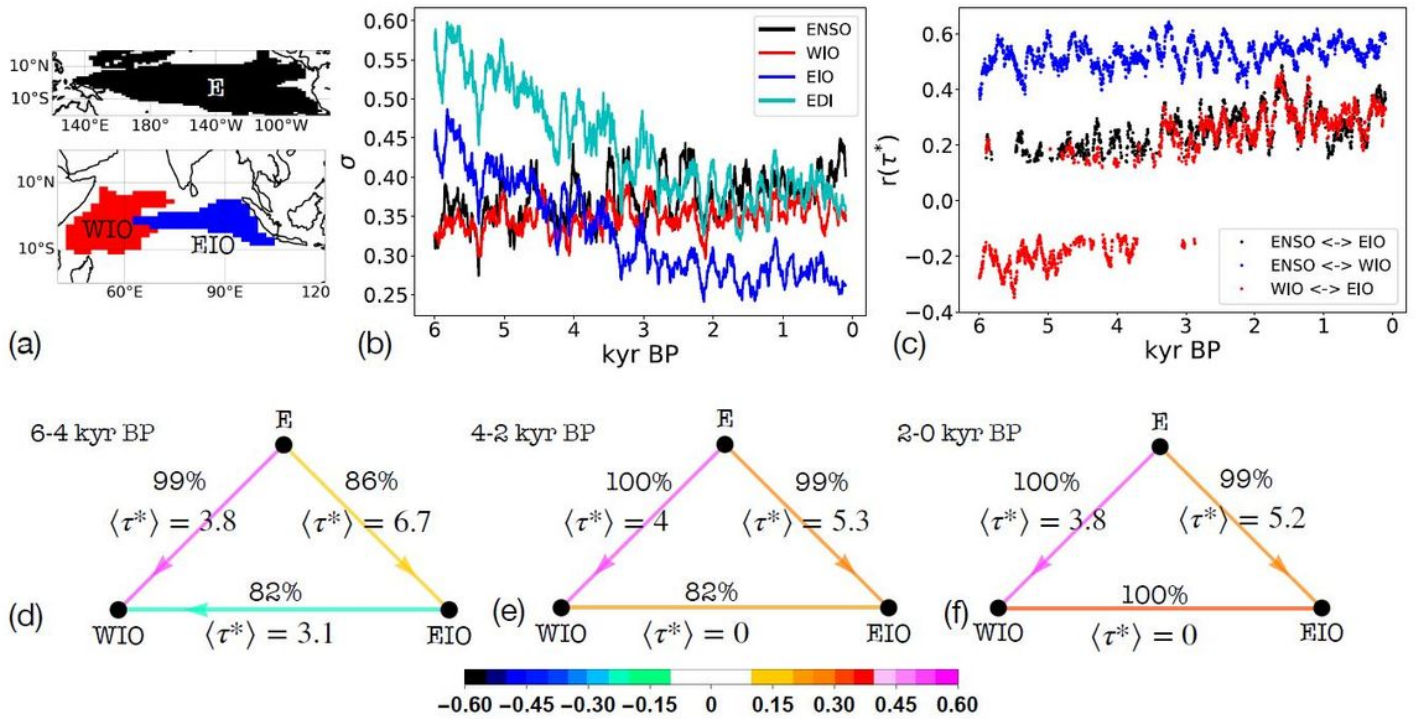 10°N
10°S
E
140°E 180° 140°W 100°W
10°N
10°S
WIO
EIO
60°E 90°E 120
(a)
0.60
0.55
0.50
0.45
0.40
0.35
0.30
0.25
σ
ENSO
WIO
EIO
EDI
6 5 4 3 2 1 0
kyr BP
(b)
0.6
0.4
0.2
0.0
−0.2
−0.4
r(τ*)
ENSO <-> EIO
ENSO <-> WIO
WIO <-> EIO
6 5 4 3 2 1 0
kyr BP
(c)
6-4 kyr BP
E
99%
86%
⟨τ*⟩ = 3.8
⟨τ*⟩ = 6.7
82%
(d)
WIO
⟨τ*⟩ = 3.1
EIO
4-2 kyr BP
E
100%
99%
⟨τ*⟩ = 4
⟨τ*⟩ = 5.3
82%
(e)
WIO
⟨τ*⟩ = 0
EIO
2-0 kyr BP
E
100%
99%
⟨τ*⟩ = 3.8
⟨τ*⟩ = 5.2
100%
(f)
WIO
⟨τ*⟩ = 0
EIO
−0.60 −0.45 −0.30 −0.15 0 0.15 0.30 0.45 0.60